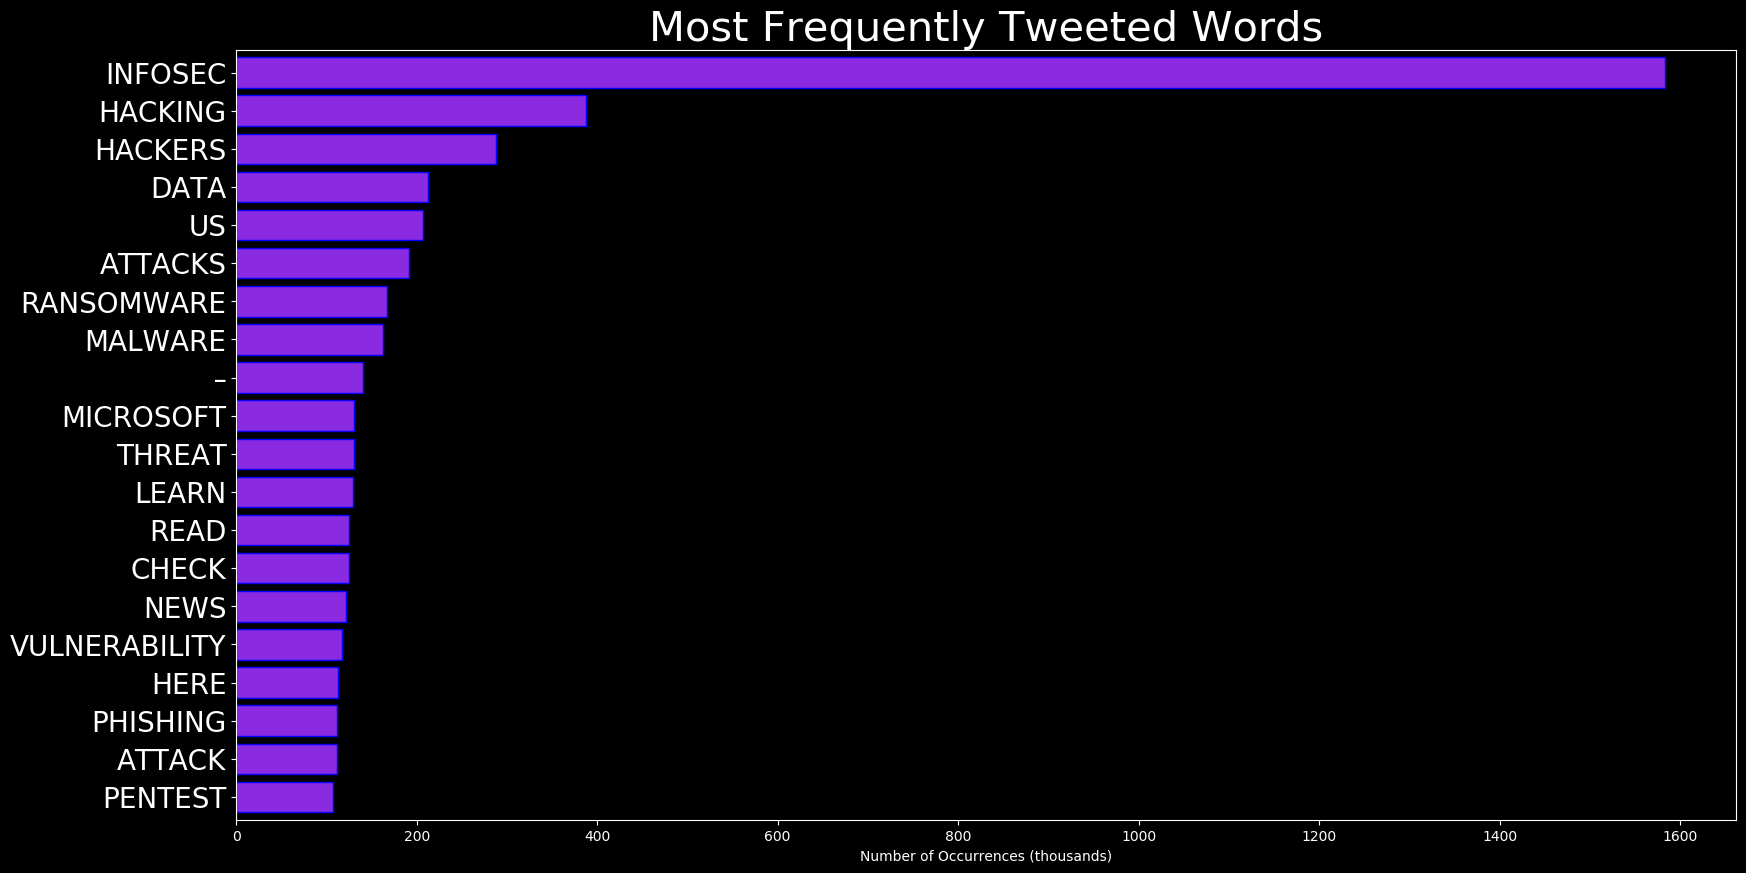 Most Frequently Tweeted Words
INFOSEC
HACKING
HACKERS
DATA
US
ATTACKS
RANSOMWARE
MALWARE
–
MICROSOFT
THREAT
LEARN
READ
CHECK
NEWS
VULNERABILITY
HERE
PHISHING
ATTACK
PENTEST
0 200 400 600 800 1000 1200 1400 1600
Number of Occurrences (thousands)